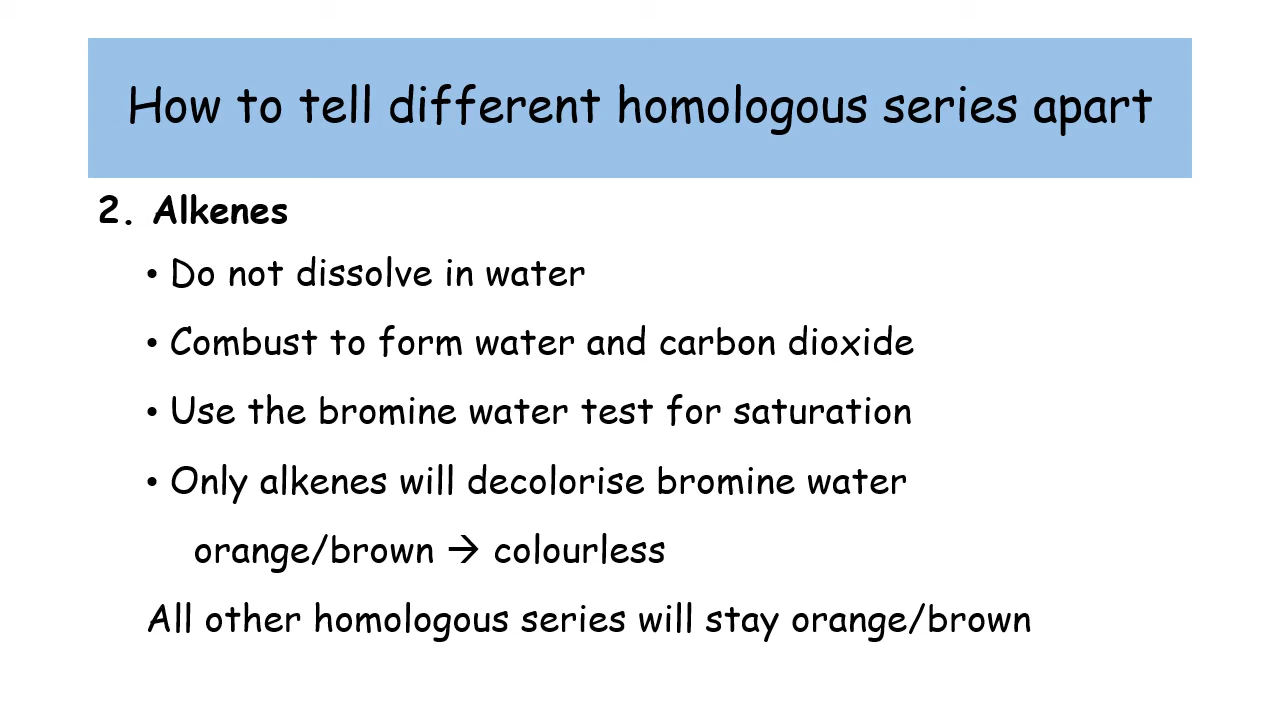 How to tell different homologous series apart
2. Alkenes
• Do not dissolve in water
• Combust to form water and carbon dioxide
• Use the bromine water test for saturation
• Only alkenes will decolorise bromine water
orange/brown → colourless
All other homologous series will stay orange/brown